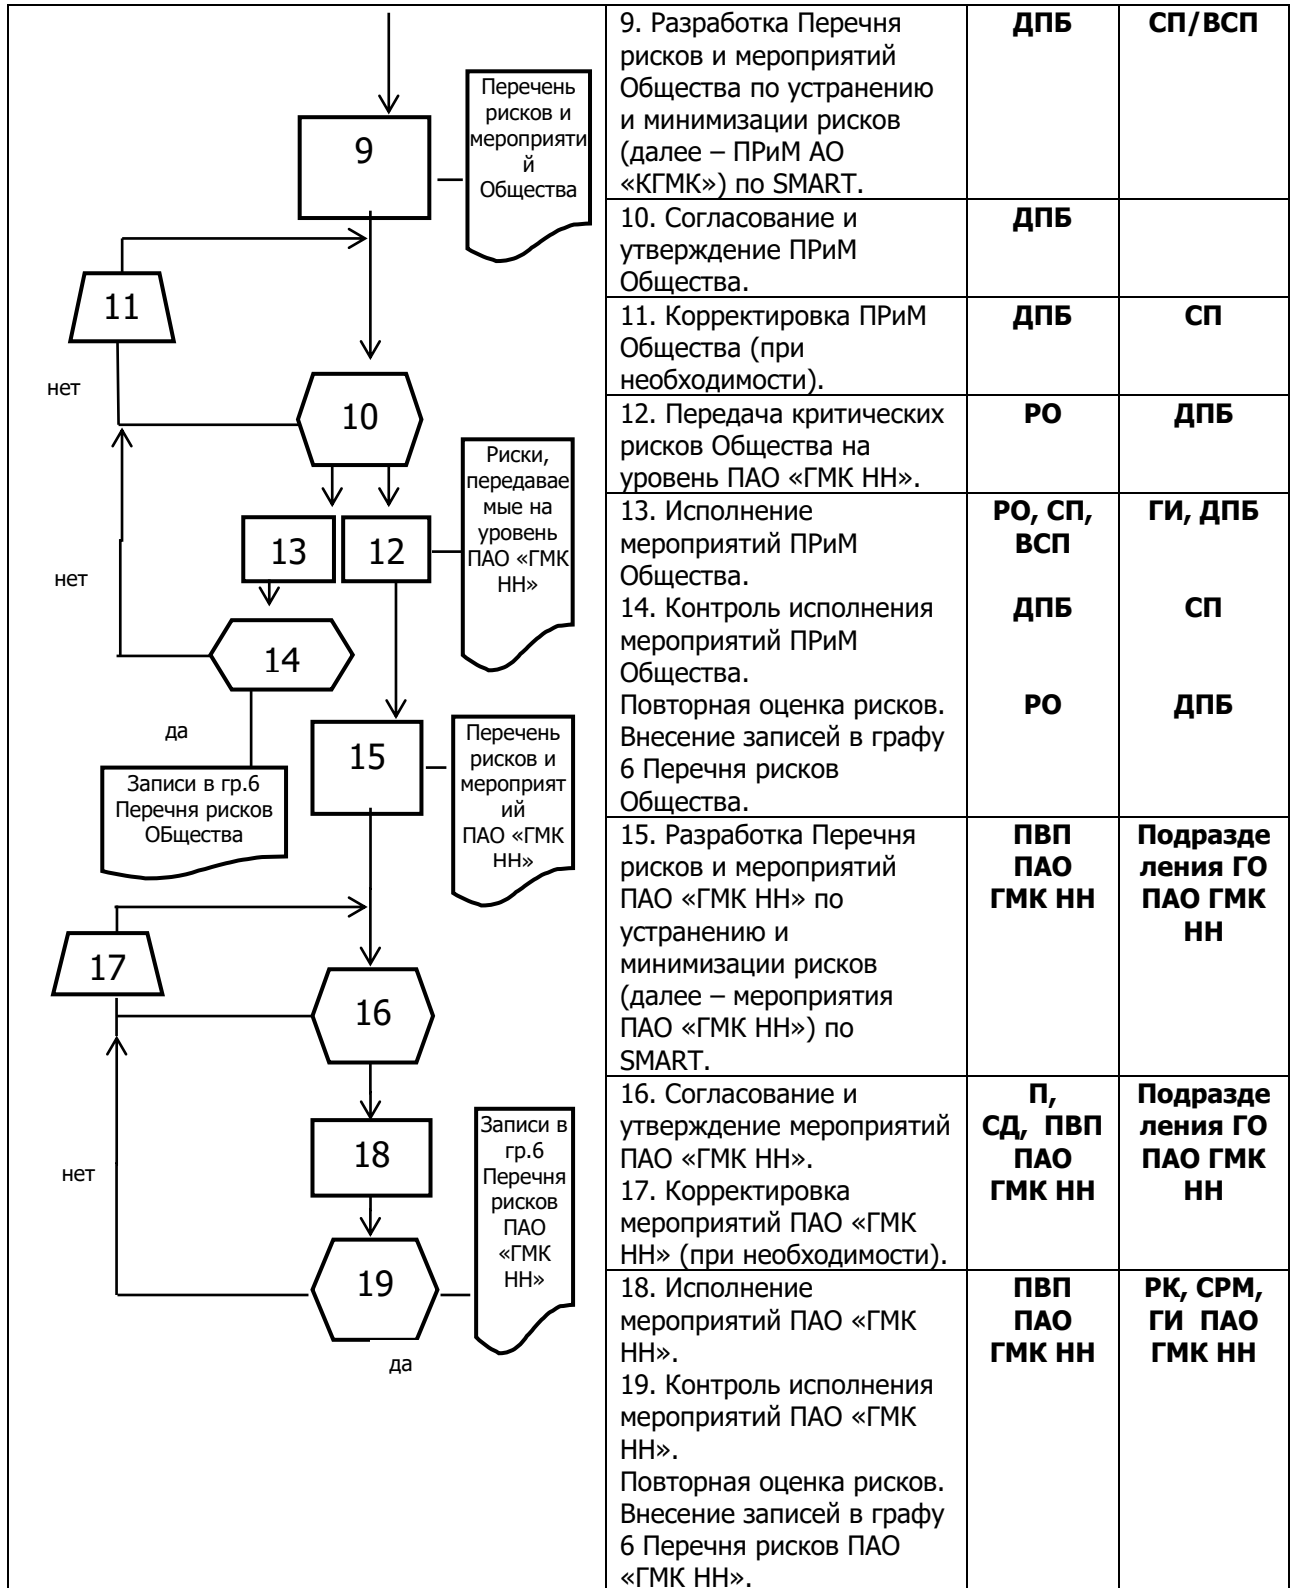 Перечень
рисков и
мероприяти
й
Общества
9
11
нет
10
Риски,
передавае
мые на
уровень
ПАО «ГМК
НН»
13
12
нет
14
да
Записи в гр.6
Перечня рисков
ОБщества
15
Перечень
рисков и
мероприят
ий
ПАО «ГМК
НН»
17
16
18
нет
Записи в
гр.6
Перечня
рисков
ПАО
«ГМК
НН»
19
да
9. Разработка Перечня
рисков и мероприятий
Общества по устранению
и минимизации рисков
(далее – ПРиМ АО
«КГМК») по SMART.
ДПБ
СП/ВСП
10. Согласование и
утверждение ПРиМ
Общества.
ДПБ
11. Корректировка ПРиМ
Общества (при
необходимости).
ДПБ
СП
12. Передача критических
рисков Общества на
уровень ПАО «ГМК НН».
РО
ДПБ
13. Исполнение
мероприятий ПРиМ
Общества.
РО, СП,
ВСП
ГИ, ДПБ
14. Контроль исполнения
мероприятий ПРиМ
Общества.
ДПБ
СП
Повторная оценка рисков.
Внесение записей в графу
6 Перечня рисков
Общества.
РО
ДПБ
15. Разработка Перечня
рисков и мероприятий
ПАО «ГМК НН» по
устранению и
минимизации рисков
(далее – мероприятия
ПАО «ГМК НН») по
SMART.
ПВП
ПАО
ГМК НН
Подразде
ления ГО
ПАО ГМК
НН
16. Согласование и
утверждение мероприятий
ПАО «ГМК НН».
17. Корректировка
мероприятий ПАО «ГМК
НН» (при необходимости).
П,
СД, ПВП
ПАО
ГМК НН
Подразде
ления ГО
ПАО ГМК
НН
18. Исполнение
мероприятий ПАО «ГМК
НН».
19. Контроль исполнения
мероприятий ПАО «ГМК
НН».
Повторная оценка рисков.
Внесение записей в графу
6 Перечня рисков ПАО
«ГМК НН».
ПВП
ПАО
ГМК НН
РК, СРМ,
ГИ ПАО
ГМК НН